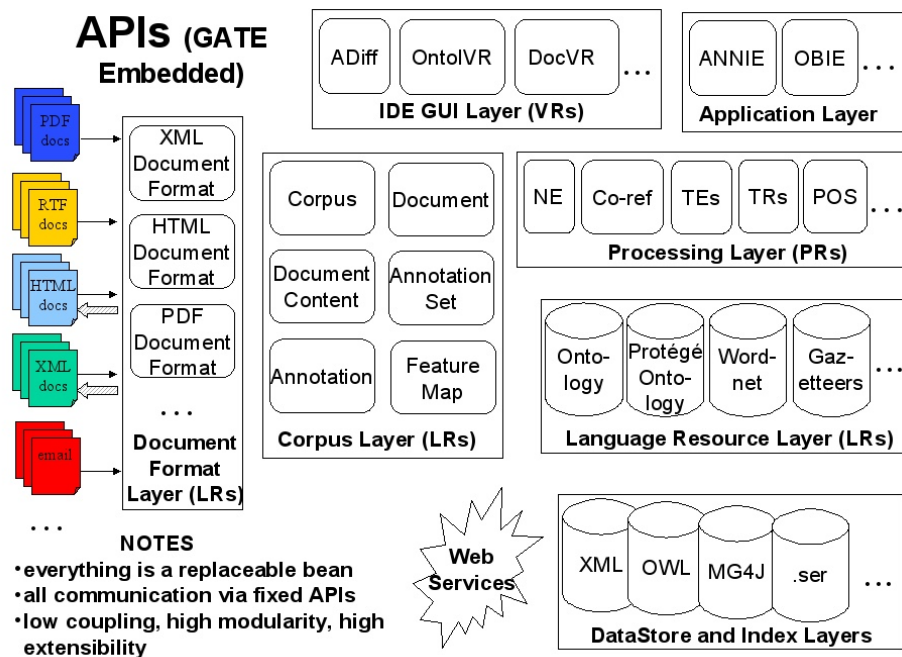 APIs (GATE
Embedded)
PDF
docs
RTF
docs
HTML
docs
XML
docs
email
...
XML
Document
Format
HTML
Document
Format
PDF
Document
Format
...
Document
Format
Layer (LRs)
ADiff
OntolVR
DocVR
...
IDE GUI Layer (VRs)
ANNIE
OBIE
...
Application Layer
Corpus
Document
Document
Content
Annotation
Set
Annotation
Feature
Map
Corpus Layer (LRs)
NE
Co-ref
TEs
TRs
POS
...
Processing Layer (PRs)
Onto-
logy
Protégé
Onto-
logy
Word-
net
Gaz-
etteers
...
Language Resource Layer (LRs)
NOTES
•everything is a replaceable bean
•all communication via fixed APIs
•low coupling, high modularity, high
extensibility
Web
Services
XML
OWL
MG4J
.ser
...
DataStore and Index Layers